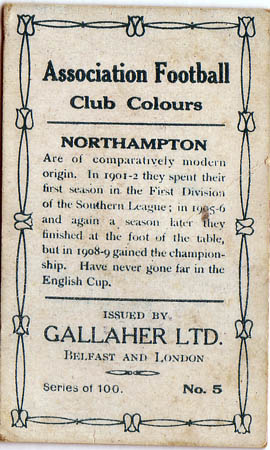 Association Football
Club Colours
NORTHAMPTON
Are of comparatively modern
origin. In 1901-2 they spent their
first season in the First Division
of the Southern League; in 1905-6
and again a season later they
finished at the foot of the table,
but in 1908-9 gained the champion-
ship. Have never gone far in the
English Cup.
ISSUED BY
GALLAHER LTD.
BELFAST AND LONDON
Series of 100. No. 5